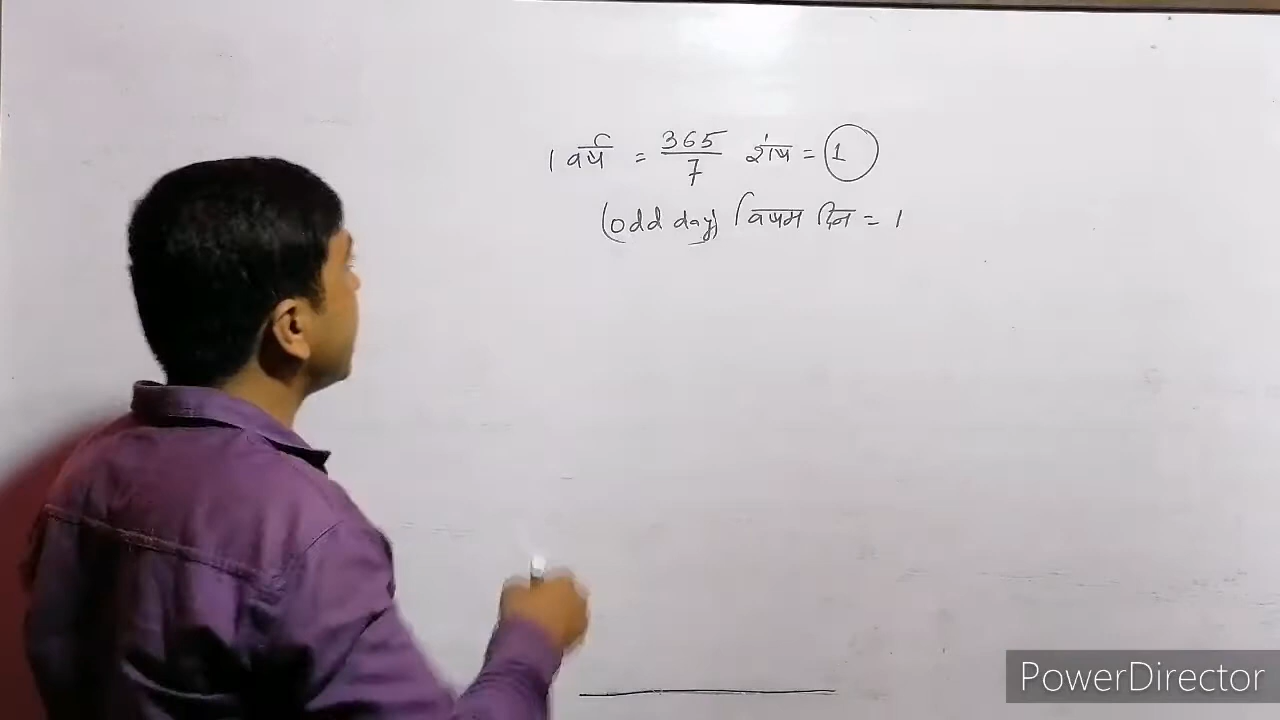 1 वर्ष = 365/7 शेष = 1
(odd day) विषम दिन = 1
PowerDirector